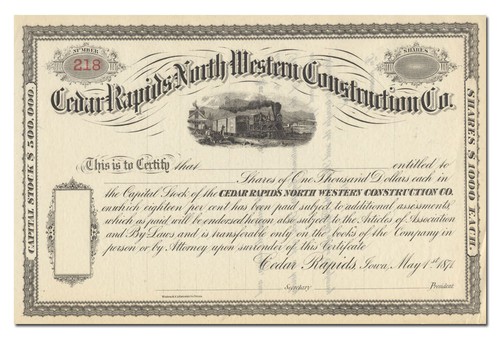 NUMBER
218
SHARES
Cedar Rapids North Western Construction Co.
CAPITAL STOCK $500,000.
SHARES $1000 EACH.
This is to Certify that entitled to
Shares of One Thousand Dollars each in
the Capital Stock of the CEDAR RAPIDS NORTH WESTERN CONSTRUCTION CO.
on which eighteen per cent has been paid subject to additional assessments,
which as paid, will be endorsed hereon, also subject to the Articles of Association
and By-Laws and is transferable only on the books of the Company in
person or by Attorney upon surrender of this Certificate.
Cedar Rapids, Iowa, May 1st 187
Secretary President